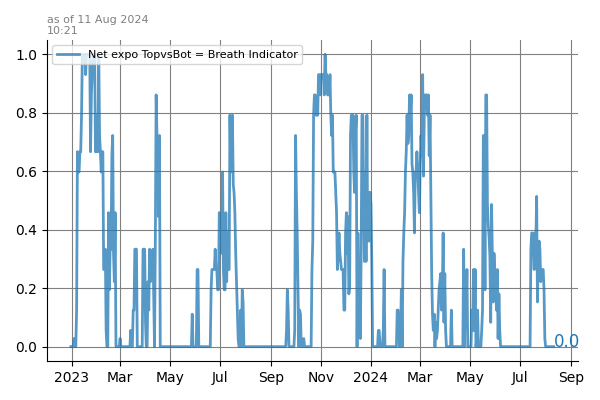 as of 11 Aug 2024
10:21
Net expo TopvsBot = Breath Indicator
1.0
0.8
0.6
0.4
0.2
0.0
0.0
2023 Mar May Jul Sep Nov 2024 Mar May Jul Sep